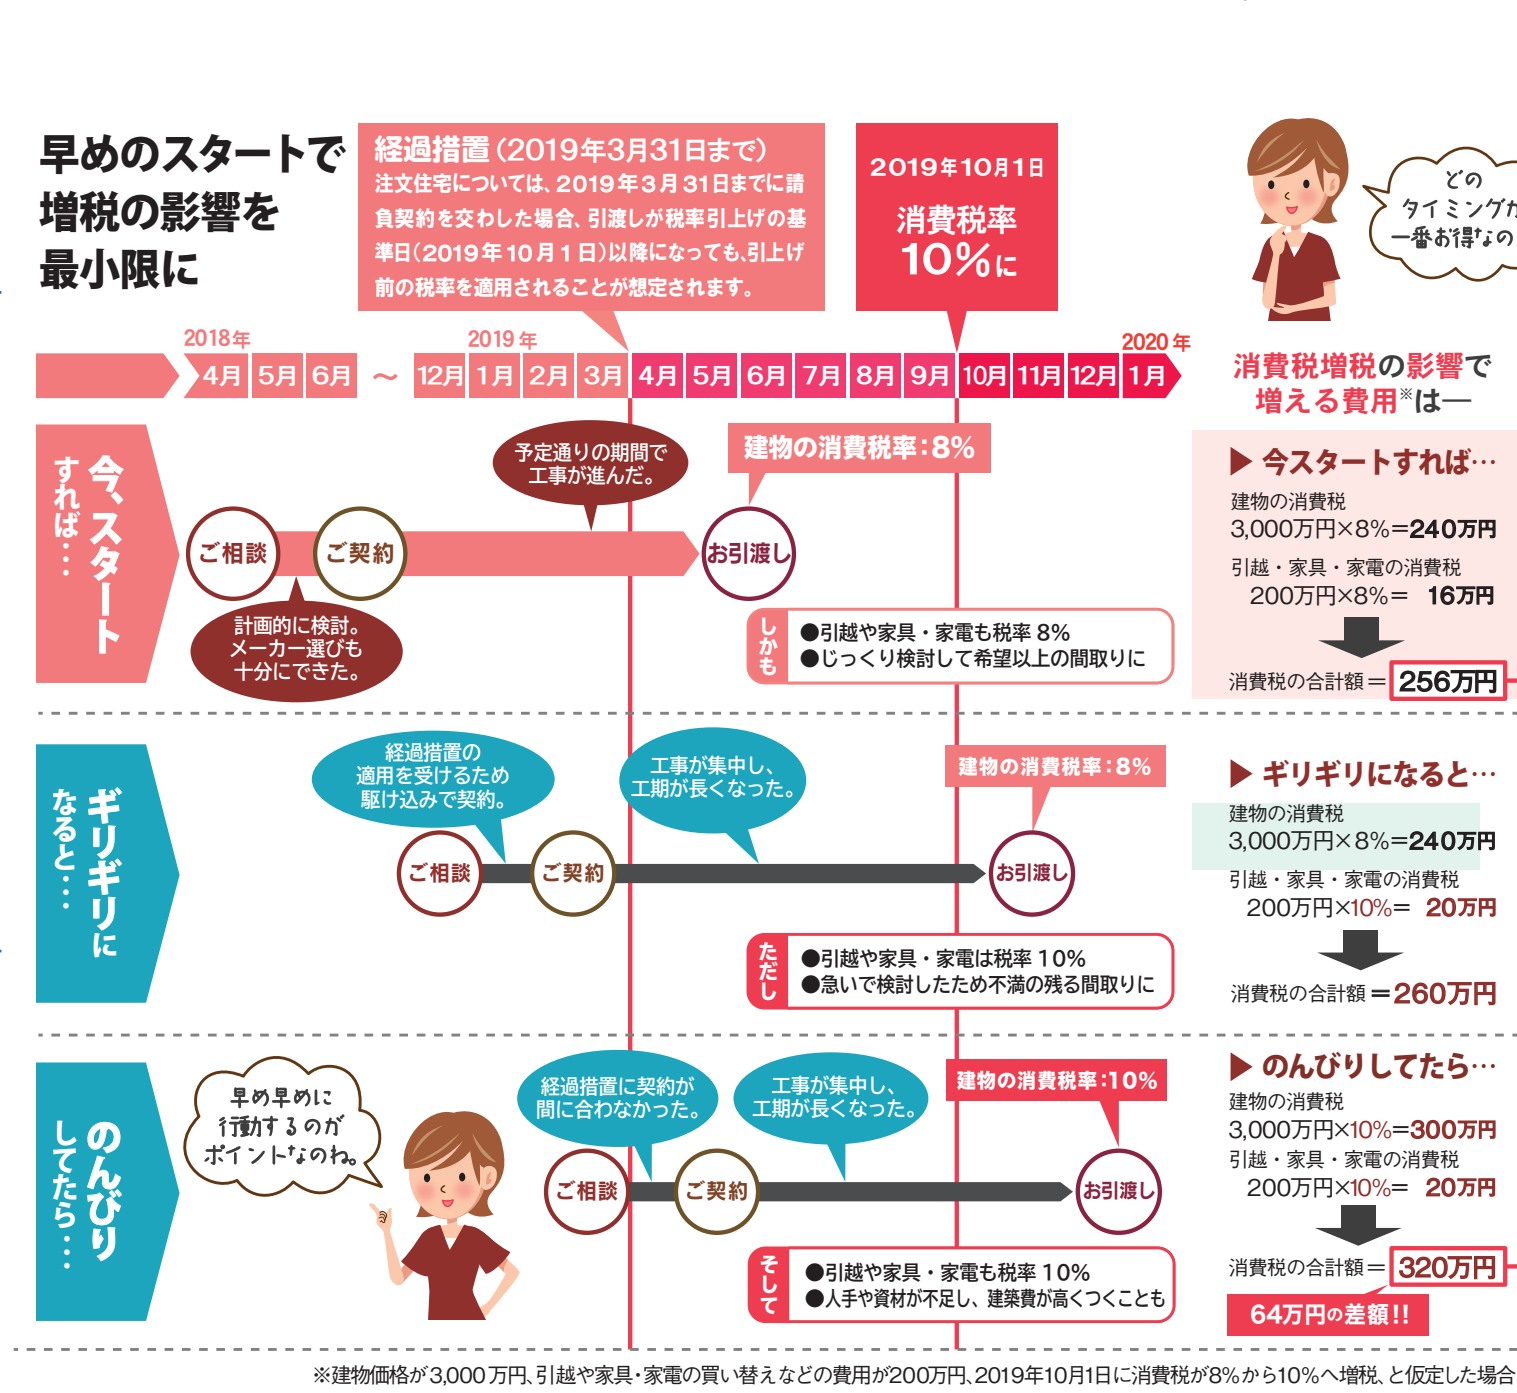 早めのスタートで
増税の影響を
最小限に
経過措置（2019年3月31日まで）
注文住宅については、2019年3月31日までに請
負契約を交わした場合、引渡しが税率引上げの基
準日（2019年10月1日）以降になっても、引上げ
前の税率を適用されることが想定されます。
2019年10月1日
消費税率
10%に
どの
タイミングが
一番お得なの
2018年
2019年
2020年
4月 5月 6月 ～ 12月 1月 2月 3月 4月 5月 6月 7月 8月 9月 10月 11月 12月 1月
消費税増税の影響で
増える費用※は―
今、スタート
すれば…
予定通りの期間で
工事が進んだ。
建物の消費税率：8%
ご相談
ご契約
お引渡し
計画的に検討。
メーカー選びも
十分にできた。
しかも
●引越や家具・家電も税率 8%
●じっくり検討して希望以上の間取りに
▶今スタートすれば…
建物の消費税
3,000万円×8%=240万円
引越・家具・家電の消費税
200万円×8%= 16万円
消費税の合計額＝256万円
ギリギリに
なると…
経過措置の
適用を受けるため
駆け込みで契約。
工事が集中し、
工期が長くなった。
建物の消費税率：8%
ご相談
ご契約
お引渡し
ただし
●引越や家具・家電は税率 10%
●急いで検討したため不満の残る間取りに
▶ギリギリになると…
建物の消費税
3,000万円×8%=240万円
引越・家具・家電の消費税
200万円×10%= 20万円
消費税の合計額＝260万円
のんびり
してたら…
早め早めに
行動するのが
ポイントなのね。
経過措置に契約が
間に合わなかった。
工事が集中し、
工期が長くなった。
建物の消費税率：10%
ご相談
ご契約
お引渡し
そして
●引越や家具・家電も税率 10%
●人手や資材が不足し、建築費が高くつくことも
▶のんびりしてたら…
建物の消費税
3,000万円×10%=300万円
引越・家具・家電の消費税
200万円×10%= 20万円
消費税の合計額＝320万円
64万円の差額!!
※建物価格が3,000万円、引越や家具・家電の買い替えなどの費用が200万円、2019年10月1日に消費税が8%から10%へ増税、と仮定した場合